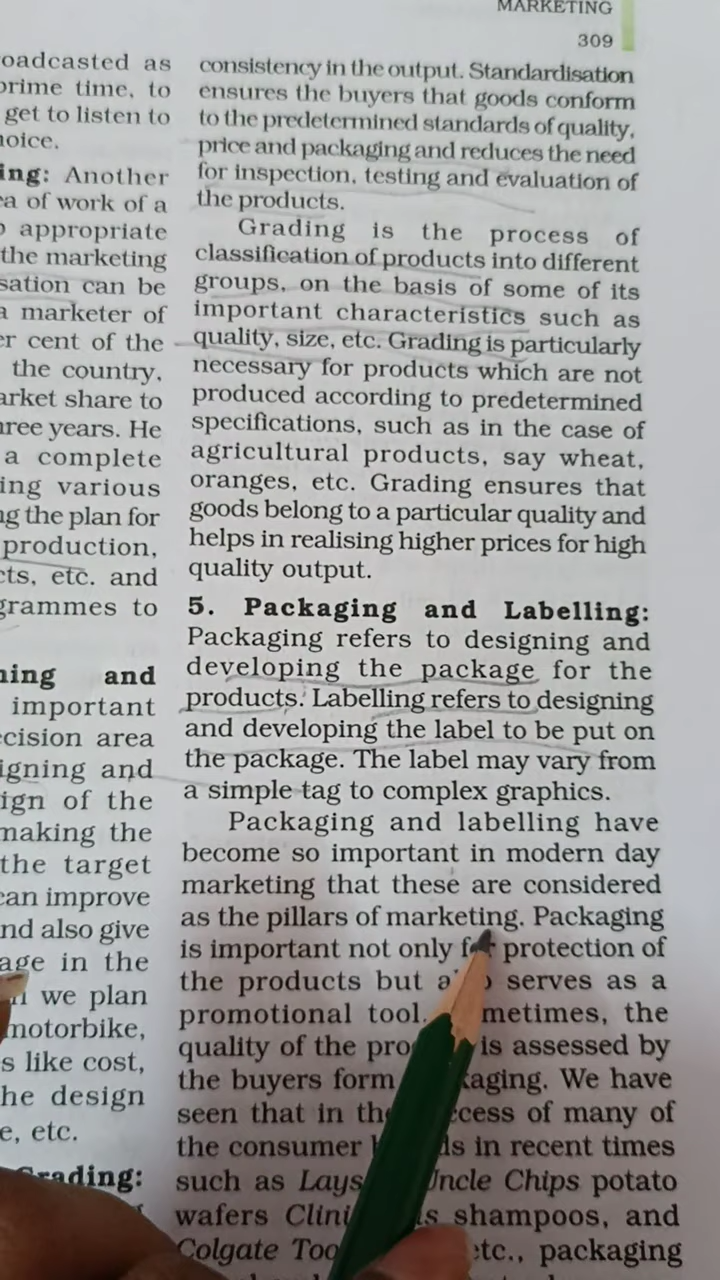 MARKETING
309
oadcasted as
prime time, to
get to listen to
hoice.
ing: Another
ea of work of a
appropriate
the marketing
sation can be
a marketer of
er cent of the
the country,
arket share to
ree years. He
a complete
ing various
ng the plan for
production,
cts, etc. and
grammes to
ning and
important
cision area
igning and
ign of the
making the
the target
can improve
nd also give
age in the
we plan
motorbike,
s like cost,
he design
e, etc.
Grading:
consistency in the output. Standardisation
ensures the buyers that goods conform
to the predetermined standards of quality,
price and packaging and reduces the need
for inspection, testing and evaluation of
the products.
Grading is the process of
classification of products into different
groups, on the basis of some of its
important characteristics such as
quality, size, etc. Grading is particularly
necessary for products which are not
produced according to predetermined
specifications, such as in the case of
agricultural products, say wheat,
oranges, etc. Grading ensures that
goods belong to a particular quality and
helps in realising higher prices for high
quality output.
5. Packaging and Labelling:
Packaging refers to designing and
developing the package for the
products. Labelling refers to designing
and developing the label to be put on
the package. The label may vary from
a simple tag to complex graphics.
Packaging and labelling have
become so important in modern day
marketing that these are considered
as the pillars of marketing. Packaging
is important not only for protection of
the products but serves as a
promotional tool. metimes, the
quality of the pro is assessed by
the buyers form kaging. We have
seen that in the ccess of many of
the consumer ds in recent times
such as Lays Uncle Chips potato
wafers Clini s shampoos, and
Colgate Too etc., packaging